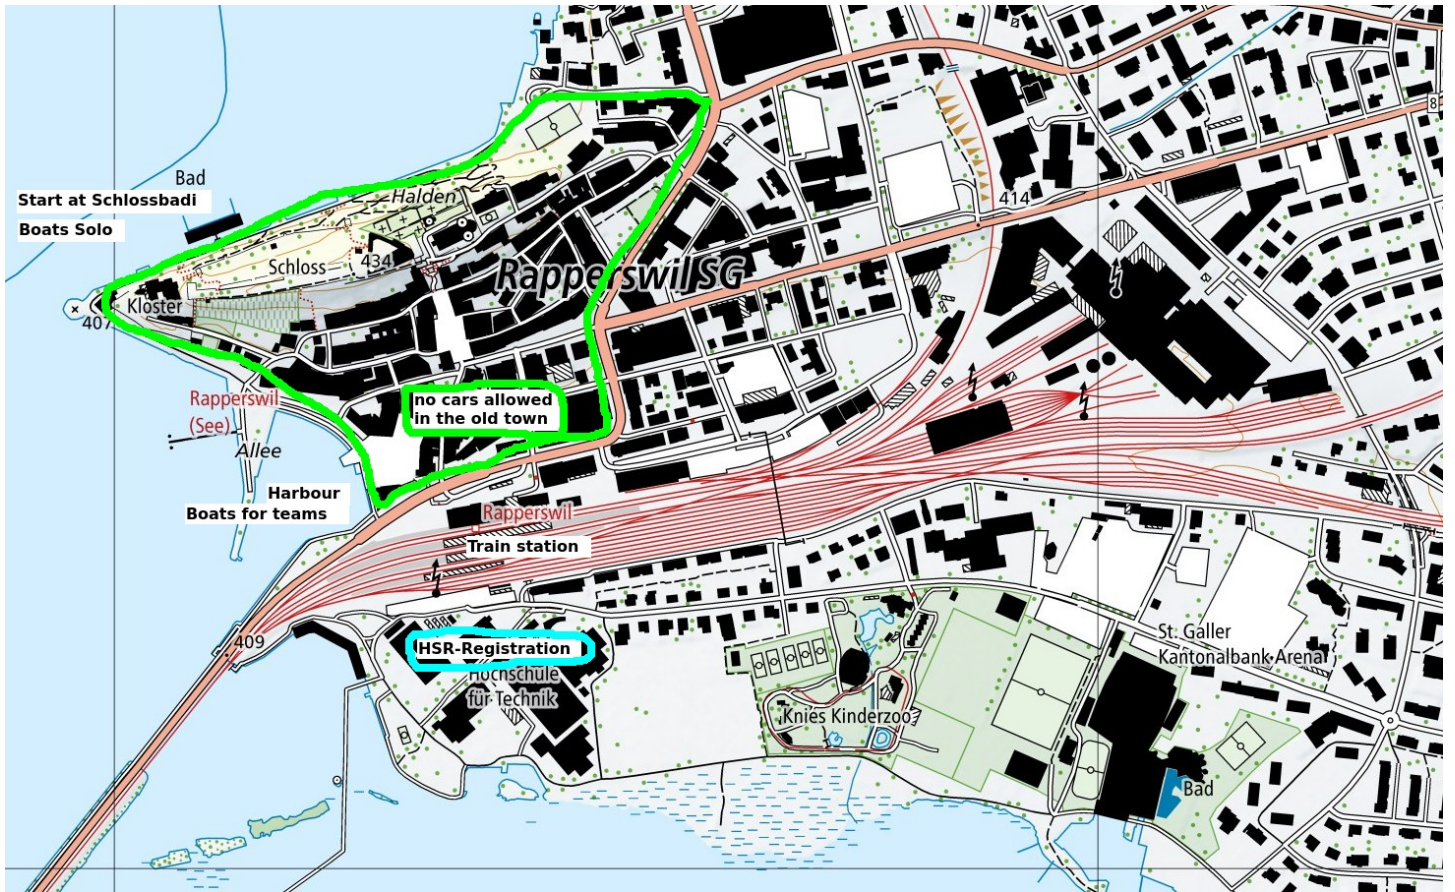 8
Bad
Start at Schlossbadi
Boats Solo
Halden
414
Schloss
434
Rapperswil SG
Kloster
407
no cars allowed
in the old town
Rapperswil
(See)
Allee
Harbour
Boats for teams
Rapperswil
Train station
409
HSR-Registration
Hochschule
für Technik
St. Galler
Kantonalbank Arena
Knies Kinderzoo
Bad